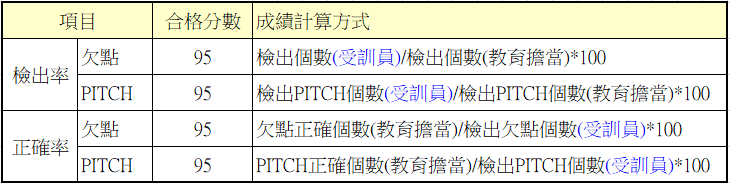 項目 合格分數 成績計算方式
檢出率 欠點 95 檢出個數(受訓員)/檢出個數(教育擔當)*100
PITCH 95 檢出PITCH個數(受訓員)/檢出PITCH個數(教育擔當)*100
正確率 欠點 95 欠點正確個數(教育擔當)/檢出欠點個數(受訓員)*100
PITCH 95 PITCH正確個數(教育擔當)/檢出PITCH個數(受訓員)*100